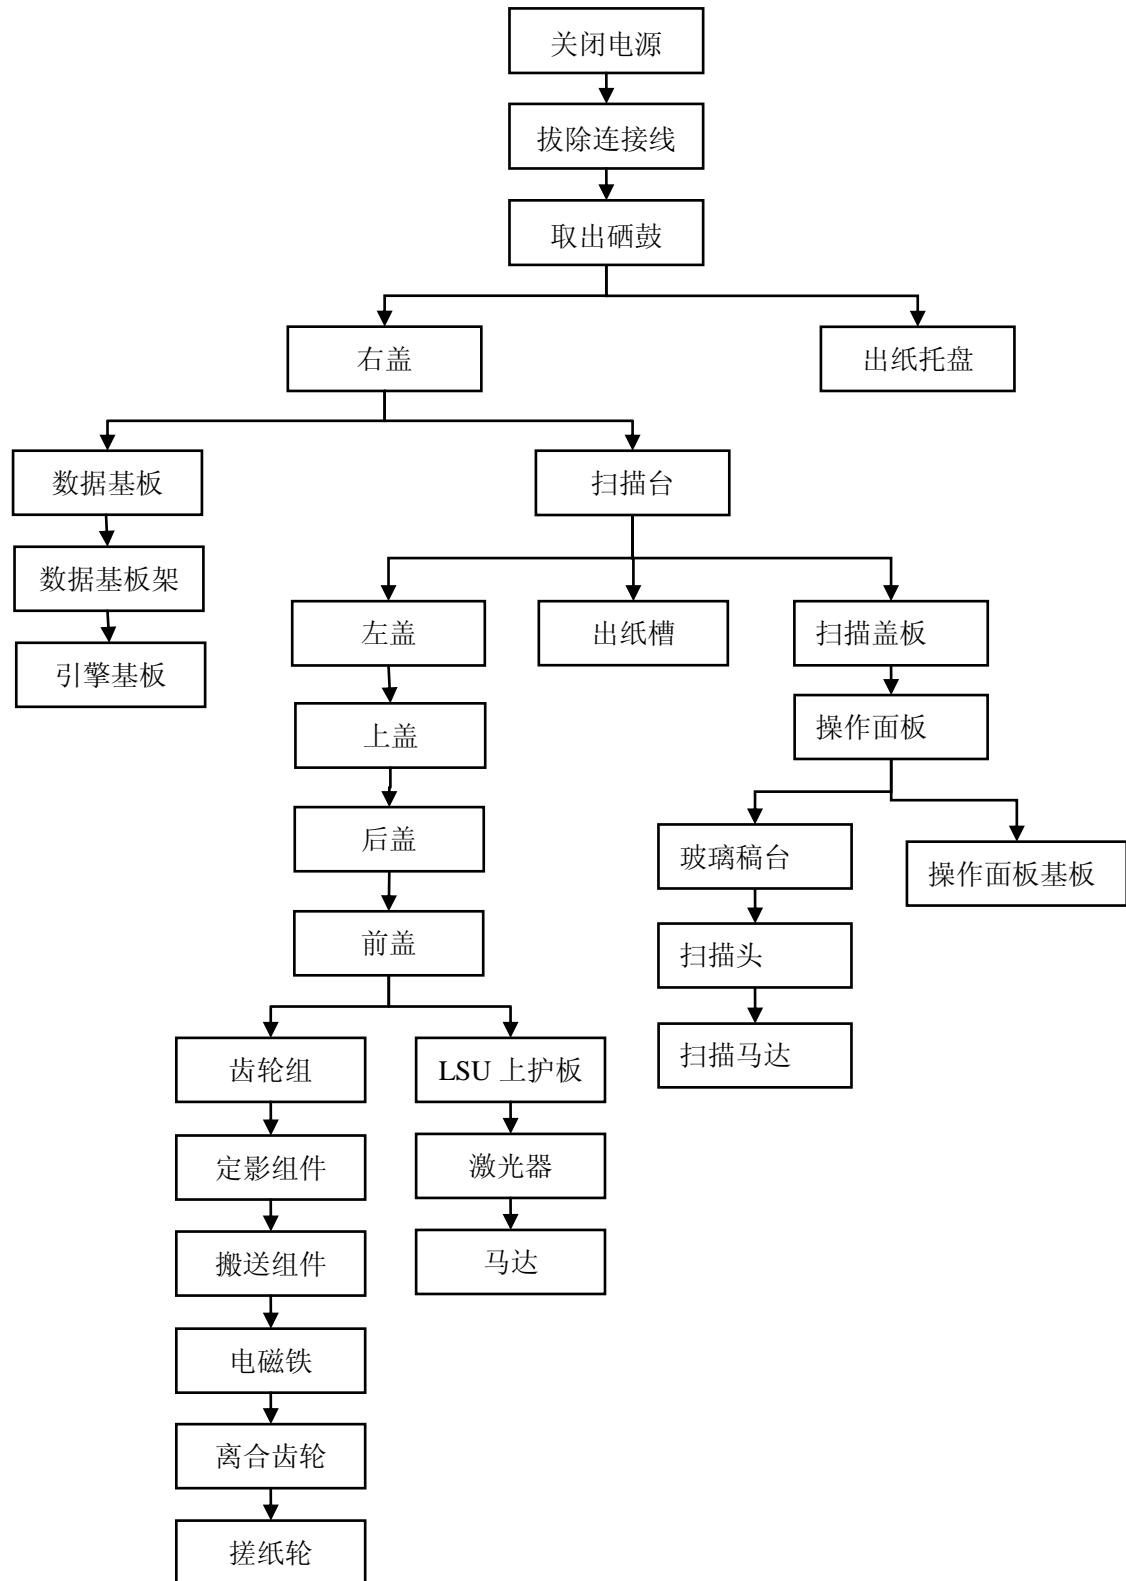 关闭电源
拔除连接线
取出硒鼓
右盖
出纸托盘
数据基板
扫描台
数据基板架
左盖
出纸槽
扫描盖板
引擎基板
上盖
操作面板
后盖
玻璃稿台
操作面板基板
前盖
扫描头
齿轮组
LSU 上护板
扫描马达
定影组件
激光器
搬送组件
马达
电磁铁
离合齿轮
搓纸轮